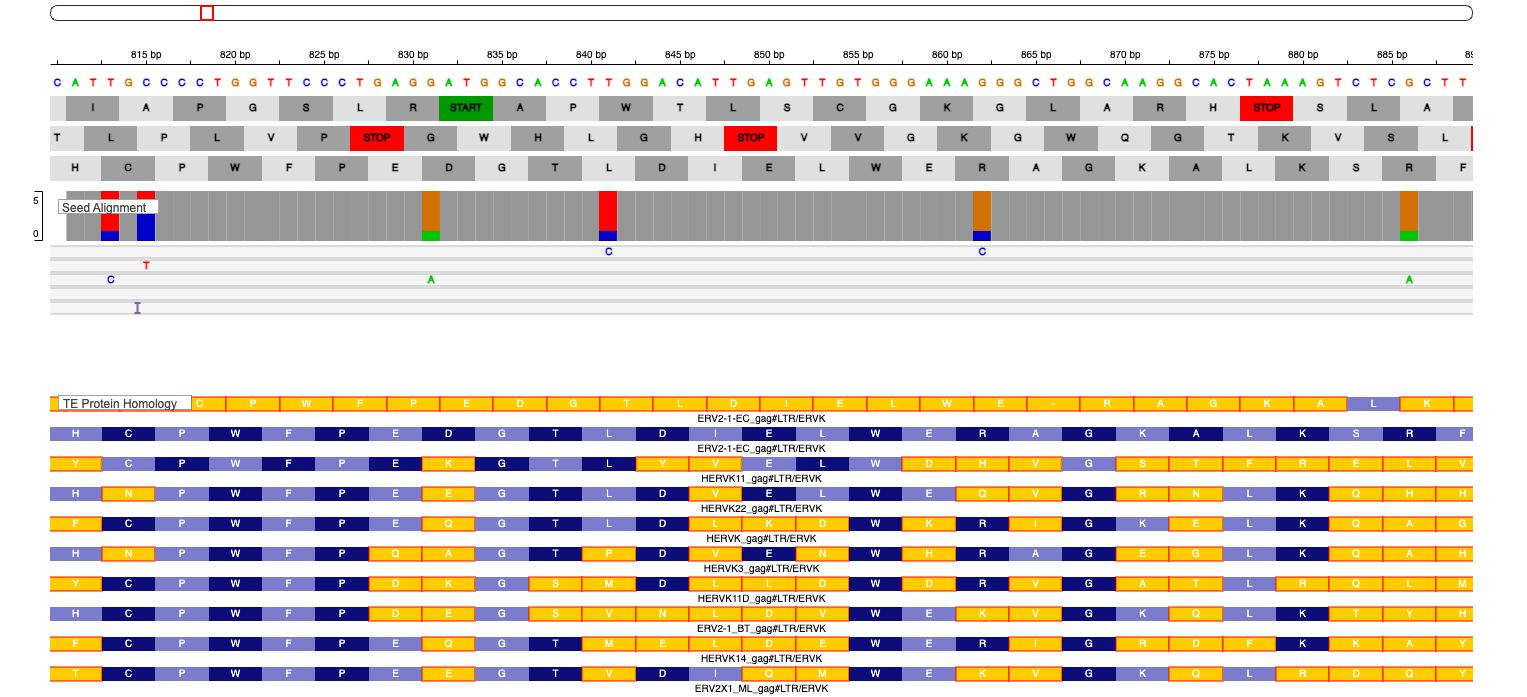 815 bp 820 bp 825 bp 830 bp 835 bp 840 bp 845 bp 850 bp 855 bp 860 bp 865 bp 870 bp 875 bp 880 bp 885 bp 89
C A T T G C C C C T G G T T C C C T G A G G A T G G C A C C T T G G A C A T T G A G T T G T G G G A A A G G G C T G G C A A G G C A C T A A A G T C T C G C T T
I A P G S L R START A P W T L S C G K G L A R H STOP S L A
T L P L V P STOP G W H L G H STOP V V G K G W Q G T K V S L
H C P W F P E D G T L D I E L W E R A G K A L K S R F
5
Seed Alignment
0
C C
T
C A A
I
TE Protein Homology C P W F P E D G T L D I E L W E - R A G K A L K
ERV2-1-EC_gag#LTR/ERVK
H C P W F P E D G T L D I E L W E R A G K A L K S R F
ERV2-1-EC_gag#LTR/ERVK
Y C P W F P E K G T L Y V E L W D H V G S T F R E L V
HERVK11_gag#LTR/ERVK
H N P W F P E E G T L D V E L W E Q V G R N L K Q H H
HERVK22_gag#LTR/ERVK
F C P W F P E Q G T L D L K D W K R I G K E L K Q A G
HERVK_gag#LTR/ERVK
H N P W F P Q A G T P D V E N W H R A G E G L K Q A H
HERVK3_gag#LTR/ERVK
Y C P W F P D K G S M D L L D W D R V G A T L R Q L M
HERVK11D_gag#LTR/ERVK
H C P W F P D E G S V N L D V W E K V G K Q L K T Y H
ERV2-1_BT_gag#LTR/ERVK
F C P W F P E Q G T M E L D E W E R I G R D F K K A Y
HERVK14_gag#LTR/ERVK
T C P W F P E E G T V D I Q M W E K V G K Q L R D Q Y
ERV2X1_ML_gag#LTR/ERVK